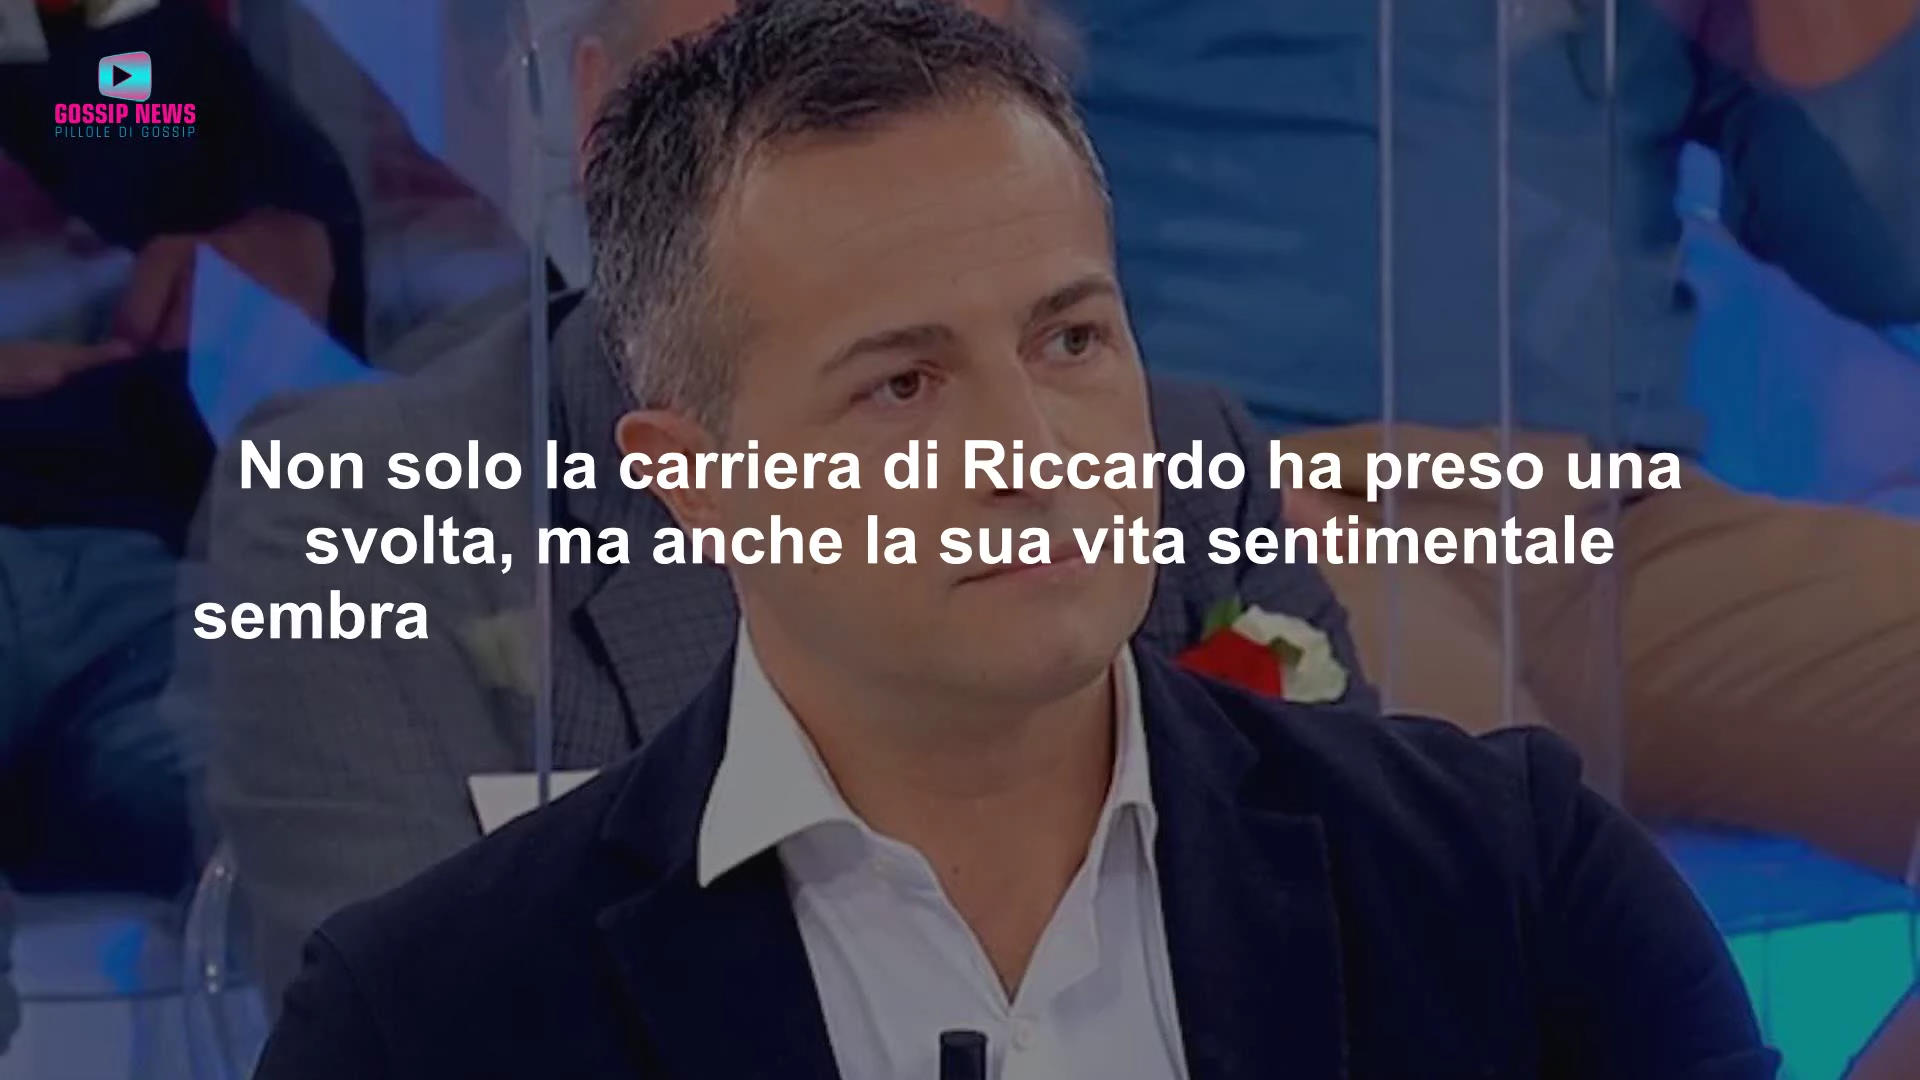 GOSSIP NEWS
PILLOLE DI GOSSIP
Non solo la carriera di Riccardo ha preso una
svolta, ma anche la sua vita sentimentale
sembra